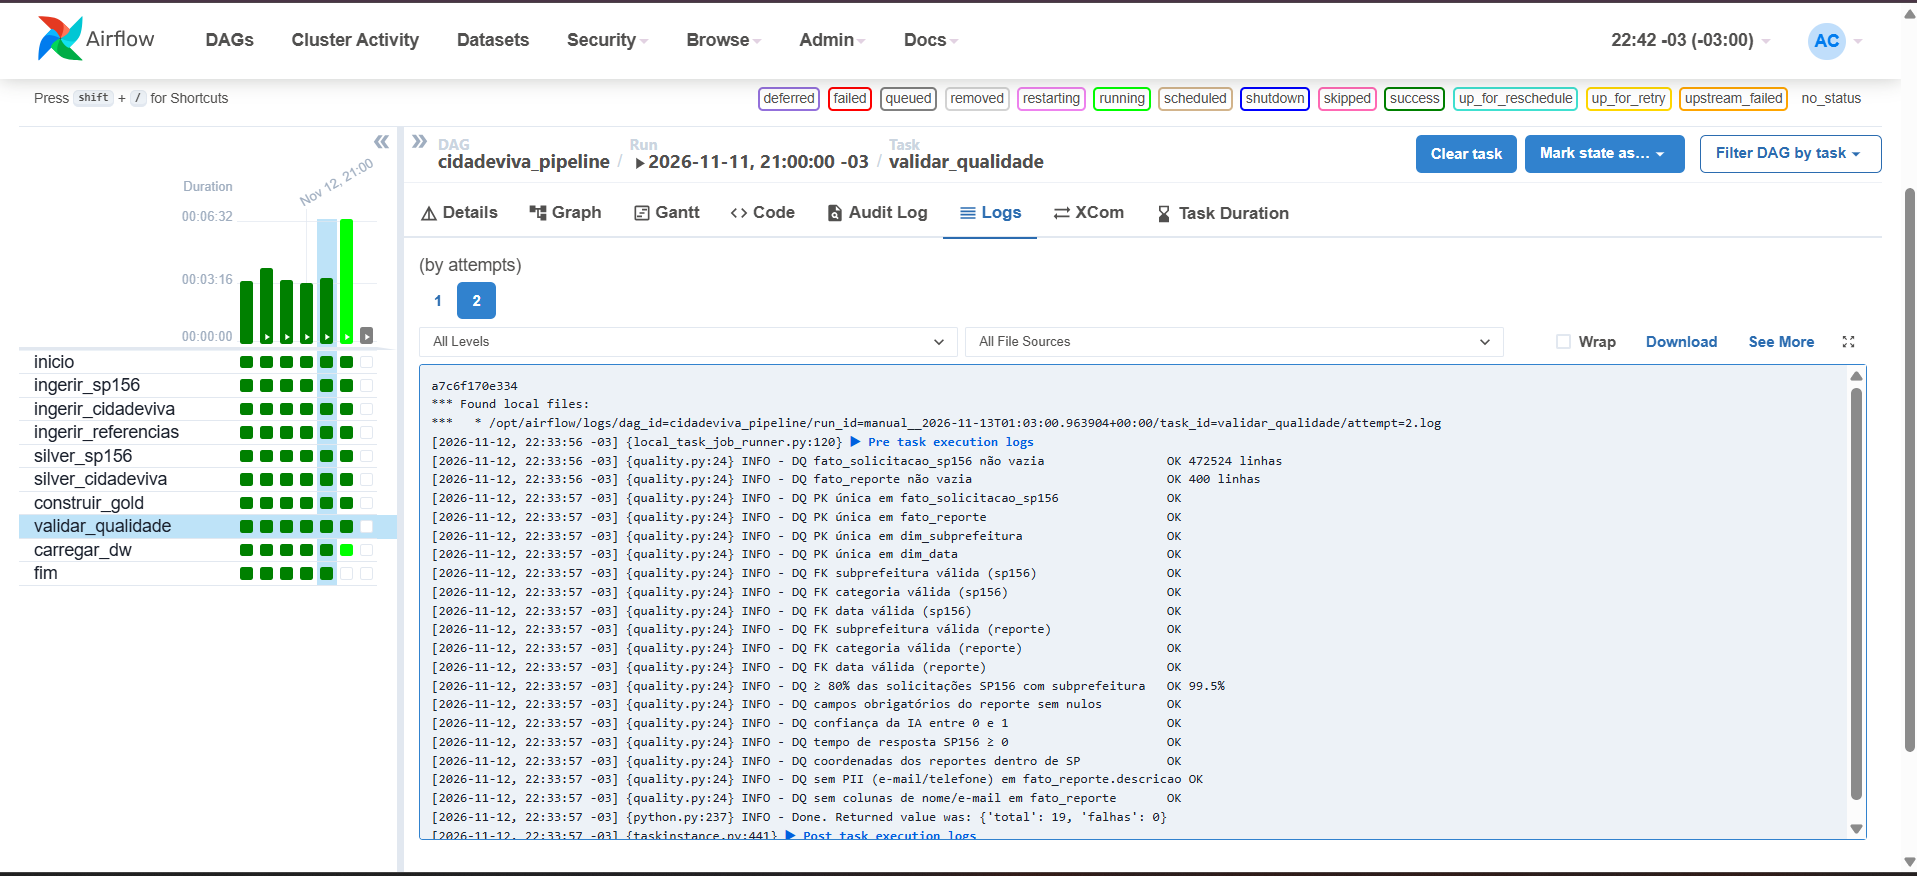 Airflow DAGs Cluster Activity Datasets Security Browse Admin Docs 22:42 -03 (-03:00) AC
Press shift + / for Shortcuts
deferred failed queued removed restarting running scheduled shutdown skipped success up_for_reschedule up_for_retry upstream_failed no_status
DAG Run Task
cidadeviva_pipeline / 2026-11-11, 21:00:00 -03 / validar_qualidade
Clear task Mark state as... Filter DAG by task
Nov 12, 21:00
Duration
00:06:32
00:03:16
00:00:00
inicio
ingerir_sp156
ingerir_cidadeviva
ingerir_referencias
silver_sp156
silver_cidadeviva
construir_gold
validar_qualidade
carregar_dw
fim
Details Graph Gantt Code Audit Log Logs XCom Task Duration
(by attempts)
1 2
All Levels All File Sources Wrap Download See More
a7c6f170e334
*** Found local files:
***   * /opt/airflow/logs/dag_id=cidadeviva_pipeline/run_id=manual__2026-11-13T01:03:00.963904+00:00/task_id=validar_qualidade/attempt=2.log
[2026-11-12, 22:33:56 -03] {local_task_job_runner.py:120} ▶ Pre task execution logs
[2026-11-12, 22:33:56 -03] {quality.py:24} INFO - DQ fato_solicitacao_sp156 não vazia OK 472524 linhas
[2026-11-12, 22:33:56 -03] {quality.py:24} INFO - DQ fato_reporte não vazia OK 400 linhas
[2026-11-12, 22:33:57 -03] {quality.py:24} INFO - DQ PK única em fato_solicitacao_sp156 OK
[2026-11-12, 22:33:57 -03] {quality.py:24} INFO - DQ PK única em fato_reporte OK
[2026-11-12, 22:33:57 -03] {quality.py:24} INFO - DQ PK única em dim_subprefeitura OK
[2026-11-12, 22:33:57 -03] {quality.py:24} INFO - DQ PK única em dim_data OK
[2026-11-12, 22:33:57 -03] {quality.py:24} INFO - DQ FK subprefeitura válida (sp156) OK
[2026-11-12, 22:33:57 -03] {quality.py:24} INFO - DQ FK categoria válida (sp156) OK
[2026-11-12, 22:33:57 -03] {quality.py:24} INFO - DQ FK data válida (sp156) OK
[2026-11-12, 22:33:57 -03] {quality.py:24} INFO - DQ FK subprefeitura válida (reporte) OK
[2026-11-12, 22:33:57 -03] {quality.py:24} INFO - DQ FK categoria válida (reporte) OK
[2026-11-12, 22:33:57 -03] {quality.py:24} INFO - DQ FK data válida (reporte) OK
[2026-11-12, 22:33:57 -03] {quality.py:24} INFO - DQ ≥ 80% das solicitações SP156 com subprefeitura OK 99.5%
[2026-11-12, 22:33:57 -03] {quality.py:24} INFO - DQ campos obrigatórios do reporte sem nulos OK
[2026-11-12, 22:33:57 -03] {quality.py:24} INFO - DQ confiança da IA entre 0 e 1 OK
[2026-11-12, 22:33:57 -03] {quality.py:24} INFO - DQ tempo de resposta SP156 ≥ 0 OK
[2026-11-12, 22:33:57 -03] {quality.py:24} INFO - DQ coordenadas dos reportes dentro de SP OK
[2026-11-12, 22:33:57 -03] {quality.py:24} INFO - DQ sem PII (e-mail/telefone) em fato_reporte.descricao OK
[2026-11-12, 22:33:57 -03] {quality.py:24} INFO - DQ sem colunas de nome/e-mail em fato_reporte OK
[2026-11-12, 22:33:57 -03] {python.py:237} INFO - Done. Returned value was: {'total': 19, 'falhas': 0}
[2026-11-12, 22:33:57 -03] {taskinstance.py:441} ▶ Post task execution logs